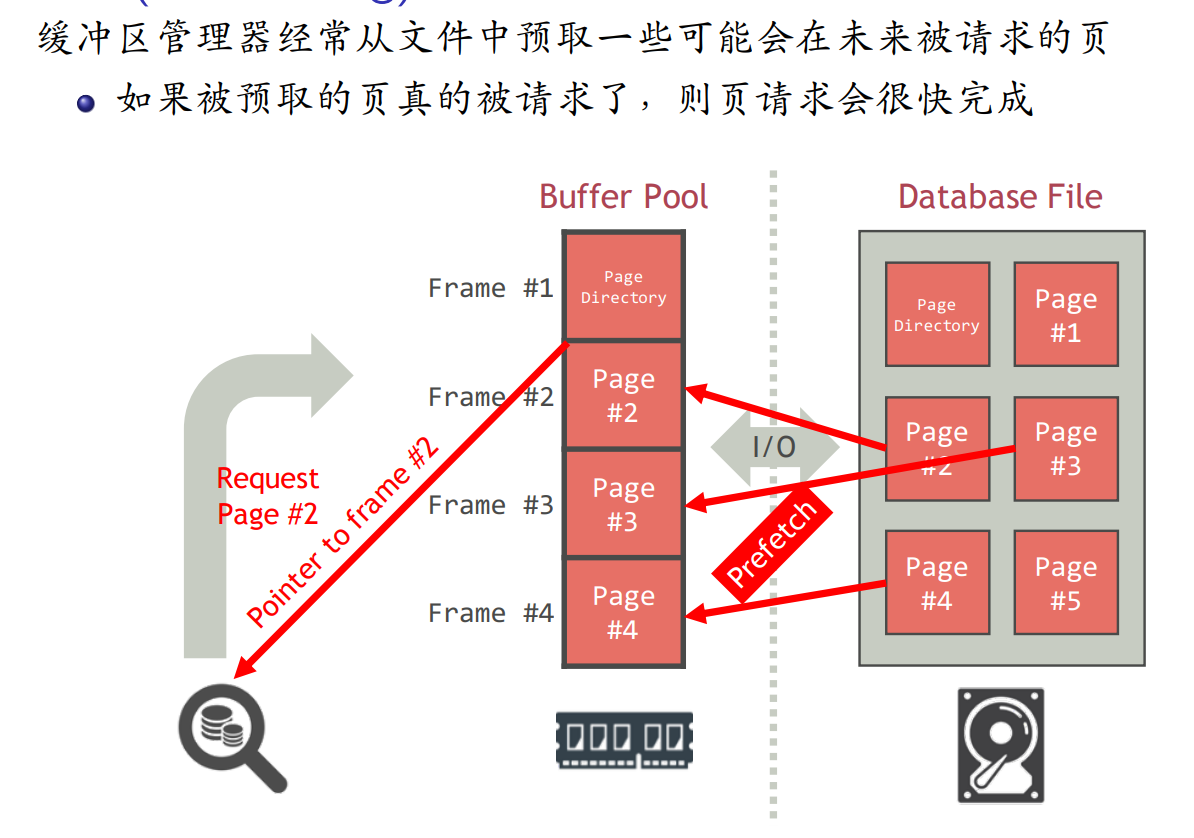 缓冲区管理器经常从文件中预取一些可能会在未来被请求的页
如果被预取的页真的被请求了，则页请求会很快完成
Buffer Pool
Database File
Frame #1
Page
Directory
Frame #2
Page
#2
Frame #3
Page
#3
Frame #4
Page
#4
Request
Page #2
Pointer to frame #2
I/O
Prefetch
Page
Directory
Page
#1
Page
#2
Page
#3
Page
#4
Page
#5